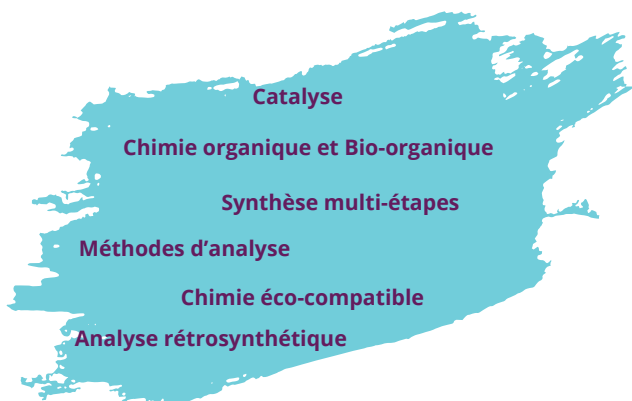 Catalyse
Chimie organique et Bio-organique
Synthèse multi-étapes
Méthodes d’analyse
Chimie éco-compatible
Analyse rétrosynthétique